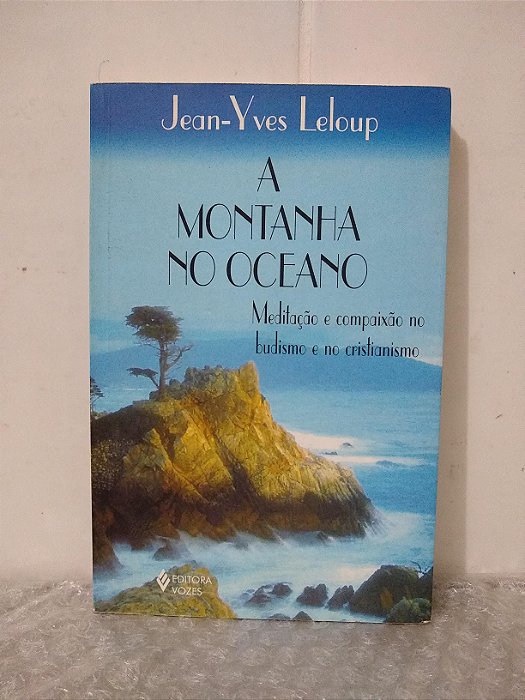 Jean-Yves Leloup
A
MONTANHA
NO OCEANO
Meditação e compaixão no
budismo e no cristianismo
EDITORA
VOZES